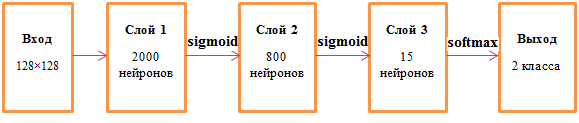 Вход
128×128
Слой 1
2000
нейронов
sigmoid
Слой 2
800
нейронов
sigmoid
Слой 3
15
нейронов
softmax
Выход
2 класса